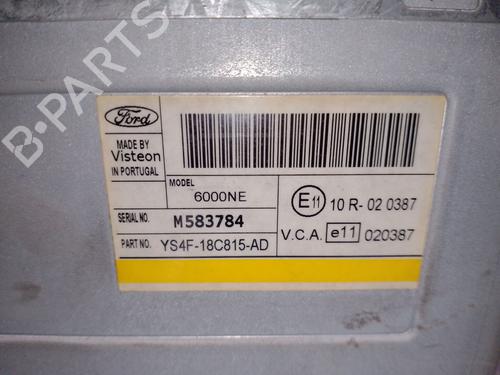 B-PARTS
Ford
MADE BY
Visteon
IN PORTUGAL
MODEL
6000NE
SERIAL NO.
M583784
PART NO.
YS4F-18C815-AD
E11 10 R- 02 0387
V.C.A. e11 020387